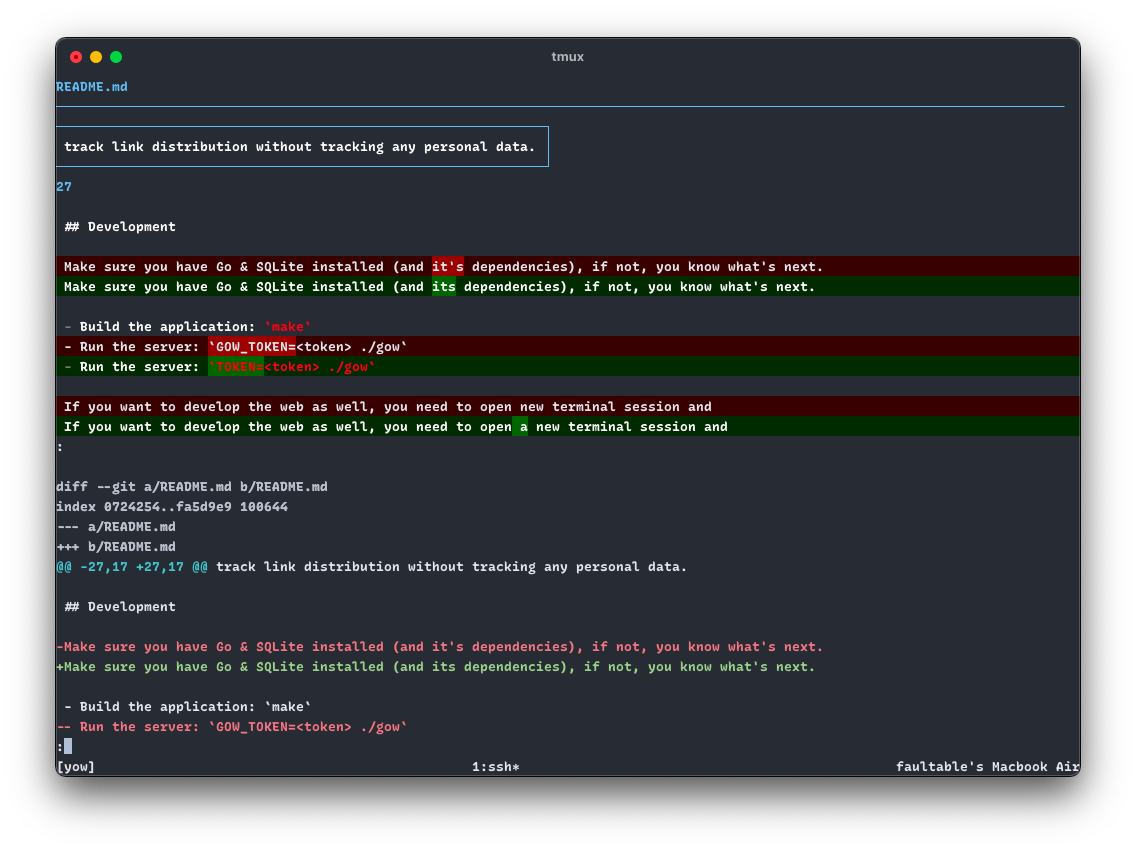 tmux
README.md
track link distribution without tracking any personal data.
27
## Development
Make sure you have Go & SQLite installed (and it's dependencies), if not, you know what's next.
Make sure you have Go & SQLite installed (and its dependencies), if not, you know what's next.
- Build the application: `make`
- Run the server: `GOW_TOKEN=<token> ./gow`
- Run the server: `TOKEN=<token> ./gow`
If you want to develop the web as well, you need to open new terminal session and
If you want to develop the web as well, you need to open a new terminal session and
:
diff --git a/README.md b/README.md
index 0724254..fa5d9e9 100644
--- a/README.md
+++ b/README.md
@@ -27,17 +27,17 @@ track link distribution without tracking any personal data.
## Development
-Make sure you have Go & SQLite installed (and it's dependencies), if not, you know what's next.
+Make sure you have Go & SQLite installed (and its dependencies), if not, you know what's next.
- Build the application: `make`
-- Run the server: `GOW_TOKEN=<token> ./gow`
:
[yow] 1:ssh* faultable's Macbook Air